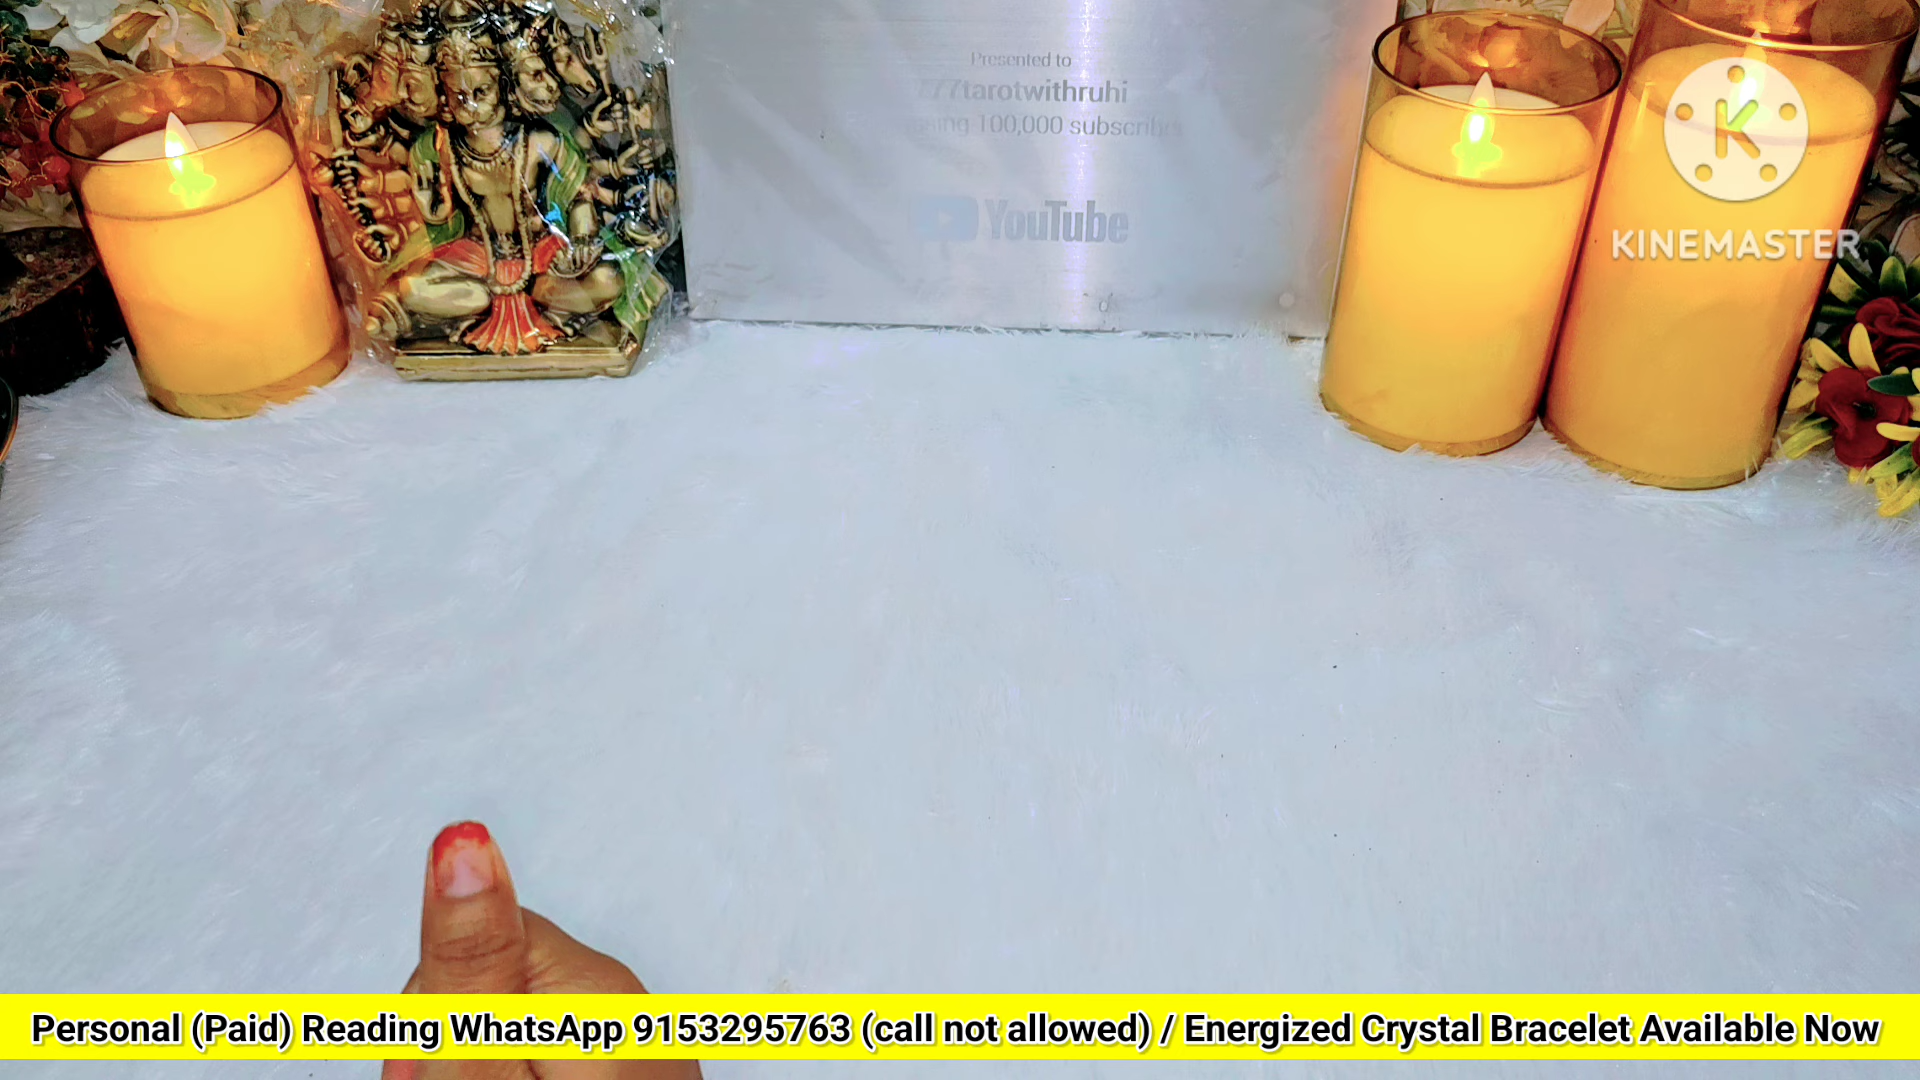 Presented to
777tarotwithruhi
100,000
YouTube
KINEMASTER
Personal (Paid) Reading WhatsApp 9153295763 (call not allowed) / Energized Crystal Bracelet Available Now